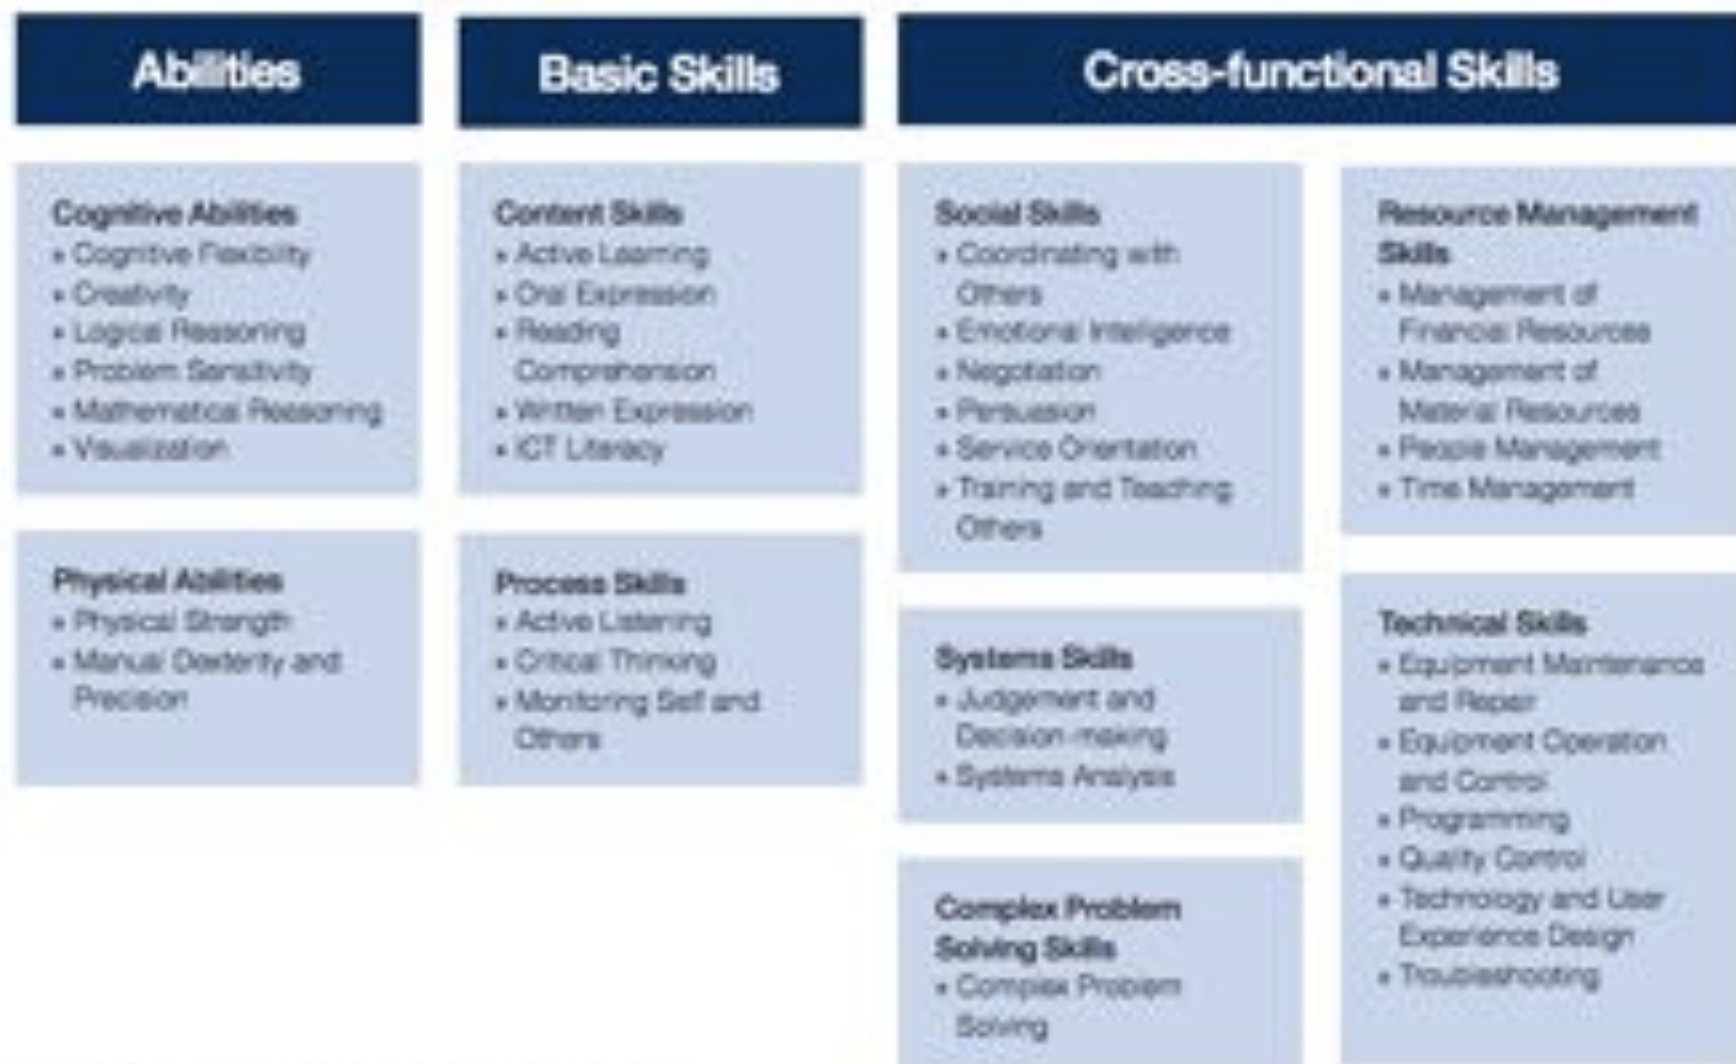 Abilities
Basic Skills
Cross-functional Skills
Cognitive Abilities
• Cognitive Flexibility
• Creativity
• Logical Reasoning
• Problem Sensitivity
• Mathematical Reasoning
• Visualization
Physical Abilities
• Physical Strength
• Manual Dexterity and
Precision
Content Skills
• Active Learning
• Oral Expression
• Reading
Comprehension
• Written Expression
• ICT Literacy
Process Skills
• Active Listening
• Critical Thinking
• Monitoring Self and
Others
Social Skills
• Coordinating with
Others
• Emotional Intelligence
• Negotiation
• Persuasion
• Service Orientation
• Training and Teaching
Others
Systems Skills
• Judgement and
Decision-making
• Systems Analysis
Complex Problem
Solving Skills
• Complex Problem
Solving
Resource Management
Skills
• Management of
Financial Resources
• Management of
Material Resources
• People Management
• Time Management
Technical Skills
• Equipment Maintenance
and Repair
• Equipment Operation
and Control
• Programming
• Quality Control
• Technology and User
Experience Design
• Troubleshooting